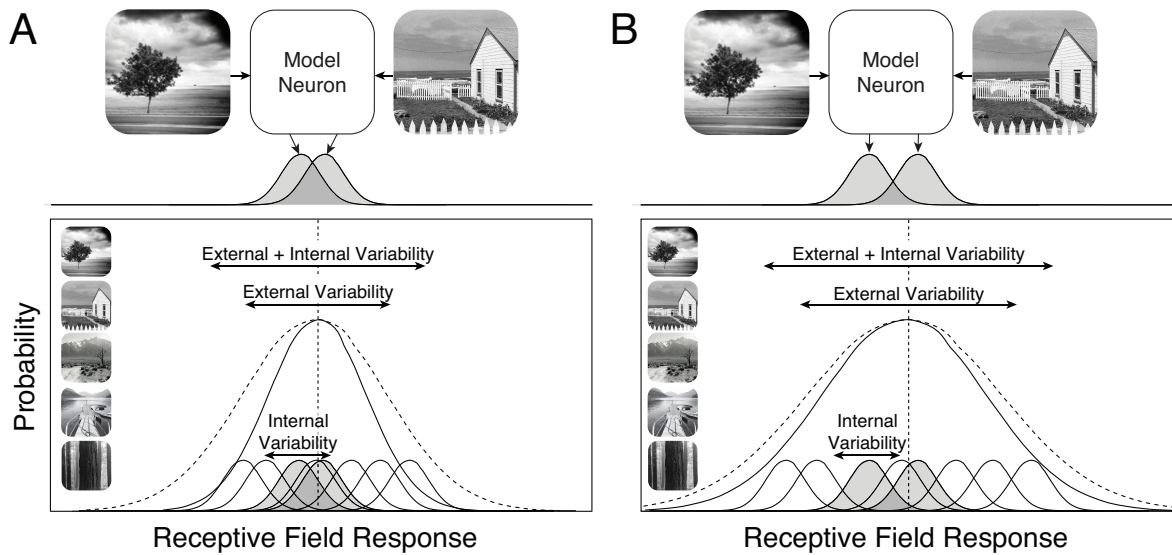 A
Model
Neuron
External + Internal Variability
External Variability
Internal
Variability
Probability
Receptive Field Response
B
Model
Neuron
External + Internal Variability
External Variability
Internal
Variability
Receptive Field Response